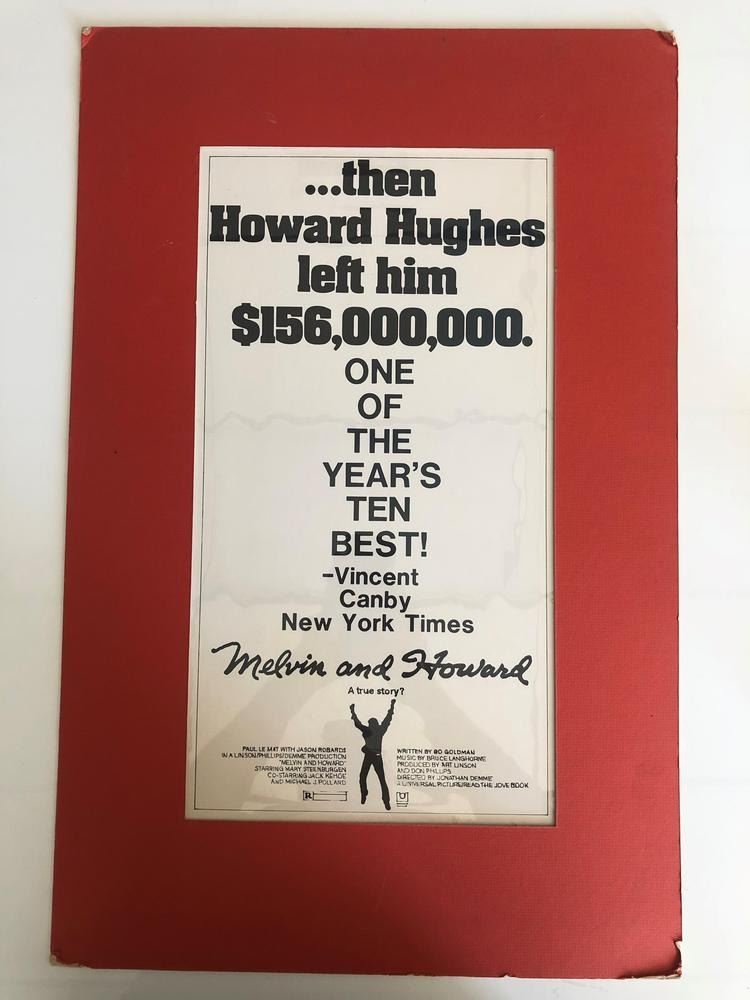 ...then
Howard Hughes
left him
$156,000,000.
ONE
OF
THE
YEAR'S
TEN
BEST!
–Vincent
Canby
New York Times
Melvin and Howard
A true story?
PAUL LE MAT WITH JASON ROBARDS
IN A LINSON/PHILLIPS/DEMME PRODUCTION
"MELVIN AND HOWARD"
STARRING MARY STEENBURGEN
CO-STARRING JACK KEHOE
AND MICHAEL J. POLLARD
R
WRITTEN BY BO GOLDMAN
MUSIC BY BRUCE LANGHORNE
PRODUCED BY ART LINSON
AND DON PHILLIPS
DIRECTED BY JONATHAN DEMME
A UNIVERSAL PICTURE/READ THE JOVE BOOK